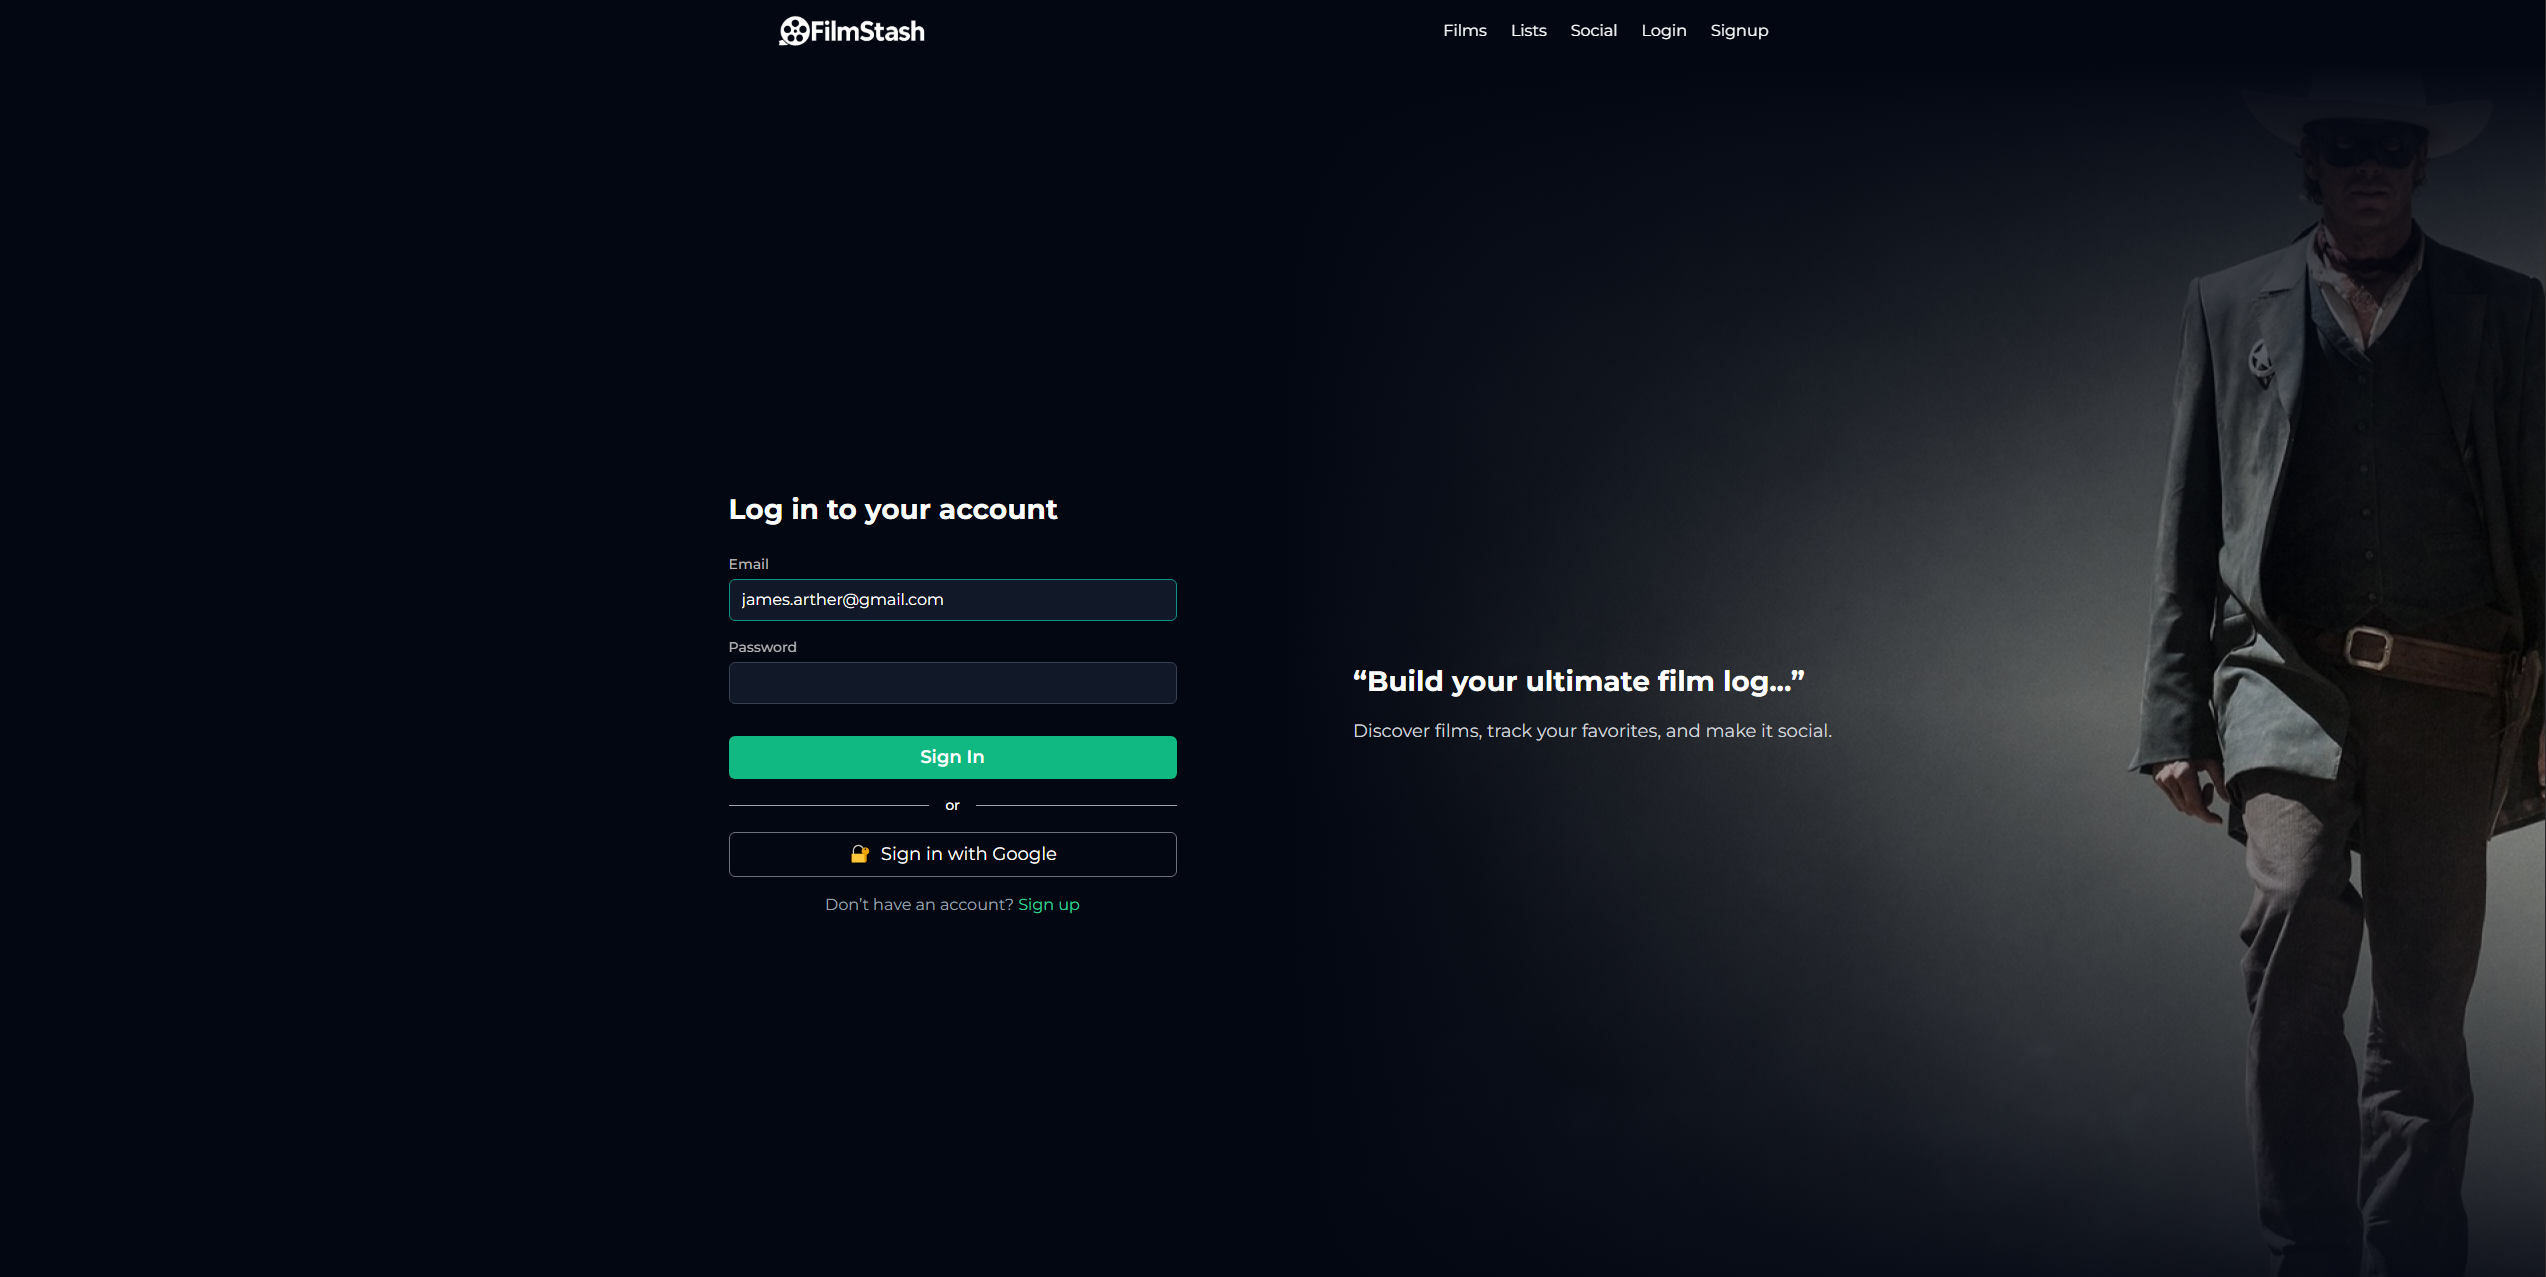 FilmStash
Films Lists Social Login Signup
Log in to your account
Email
james.arther@gmail.com
Password
Sign In
or
Sign in with Google
Don’t have an account? Sign up
“Build your ultimate film log...”
Discover films, track your favorites, and make it social.